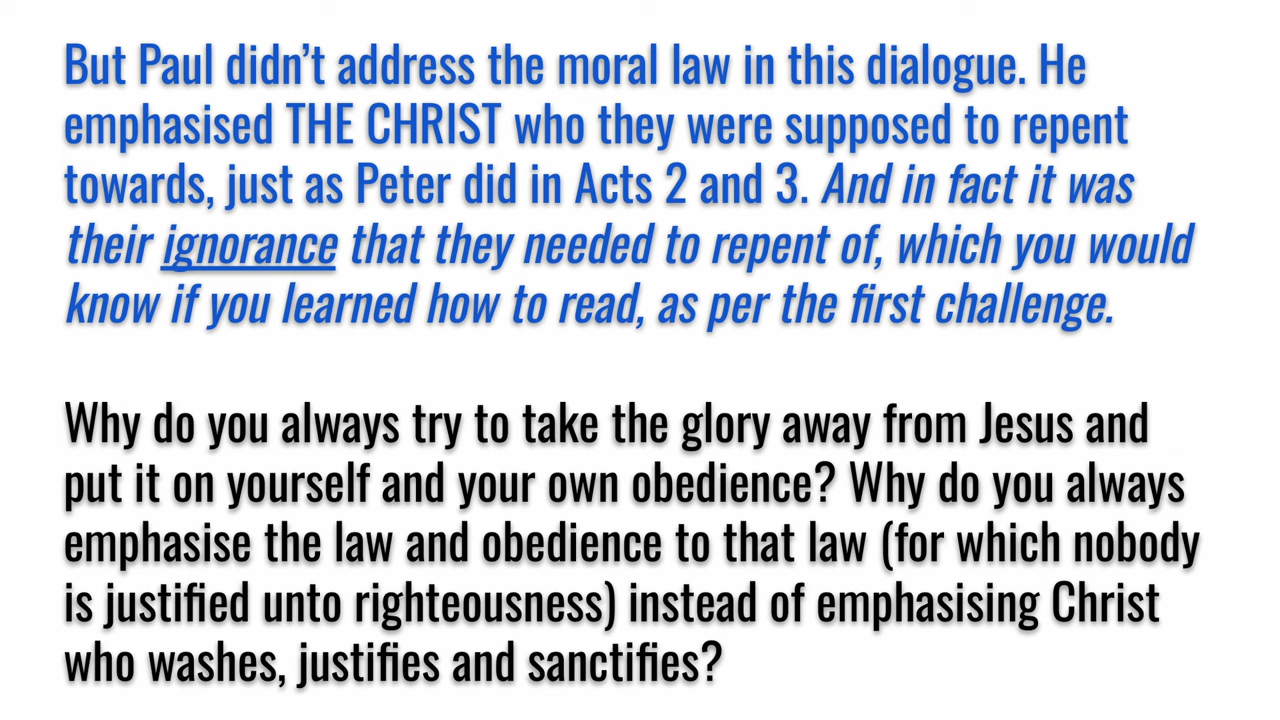 But Paul didn’t address the moral law in this dialogue. He
emphasised THE CHRIST who they were supposed to repent
towards, just as Peter did in Acts 2 and 3. And in fact it was
their ignorance that they needed to repent of, which you would
know if you learned how to read, as per the first challenge.
Why do you always try to take the glory away from Jesus and
put it on yourself and your own obedience? Why do you always
emphasise the law and obedience to that law (for which nobody
is justified unto righteousness) instead of emphasising Christ
who washes, justifies and sanctifies?